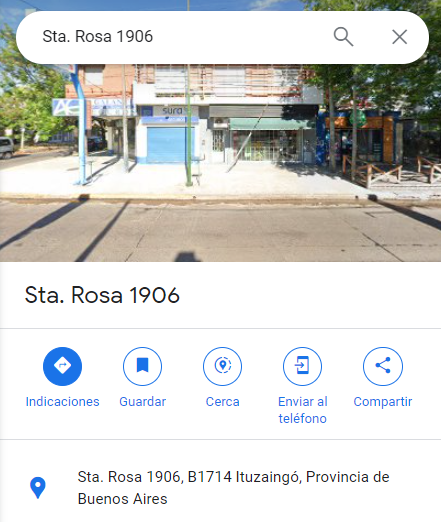 Sta. Rosa 1906
sura
Sta. Rosa 1906
Indicaciones
Guardar
Cerca
Enviar al
teléfono
Compartir
Sta. Rosa 1906, B1714 Ituzaingó, Provincia de
Buenos Aires